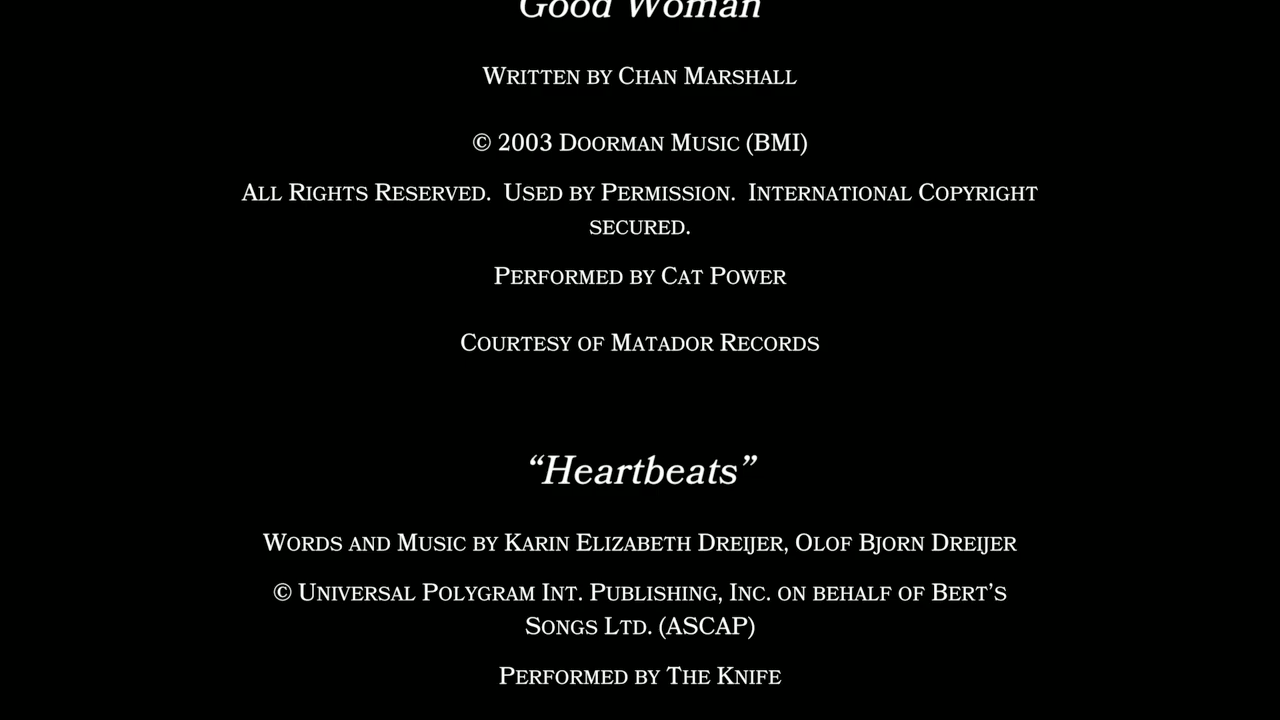 Good Woman
Written by Chan Marshall
© 2003 Doorman Music (BMI)
All Rights Reserved.  Used by Permission.  International Copyright
secured.
Performed by Cat Power
Courtesy of Matador Records
“Heartbeats”
Words and Music by Karin Elizabeth Dreijer, Olof Bjorn Dreijer
© Universal Polygram Int. Publishing, Inc. on behalf of Bert’s
Songs Ltd. (ASCAP)
Performed by The Knife